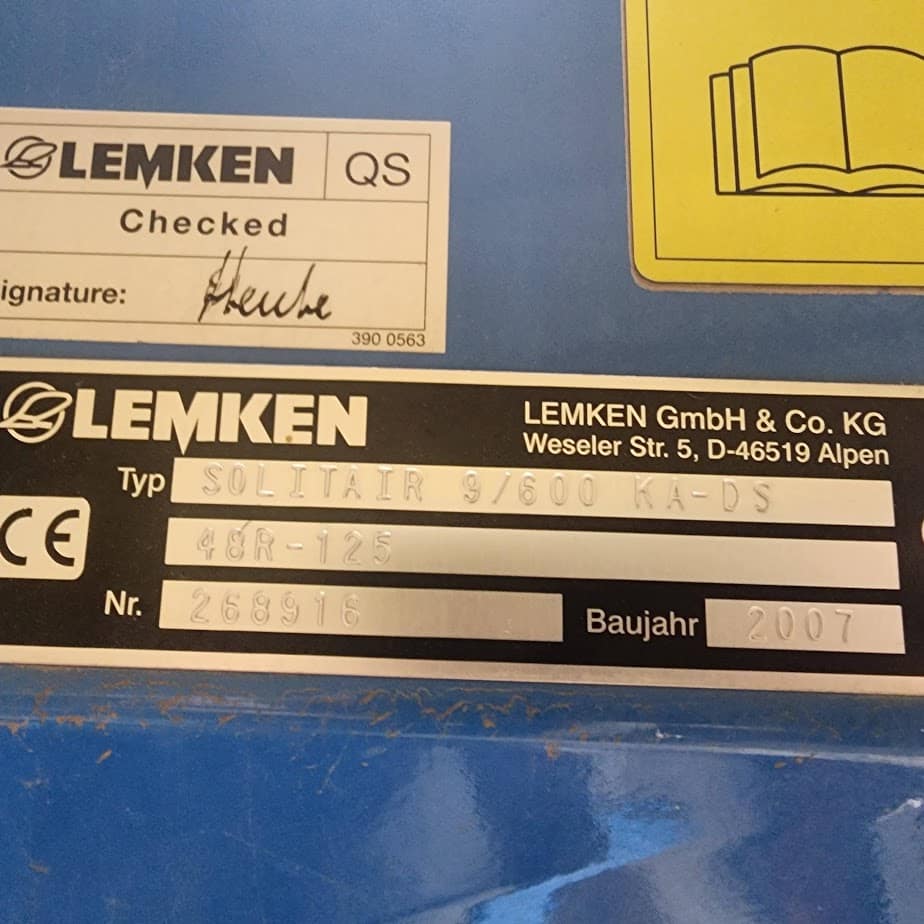 LEMKEN QS
Checked
ignature:
390 0563
LEMKEN
LEMKEN GmbH & Co. KG
Weseler Str. 5, D-46519 Alpen
Typ SOLITAIR 9/600 KA-DS
CE 48R-125
Nr. 268916 Baujahr 2007